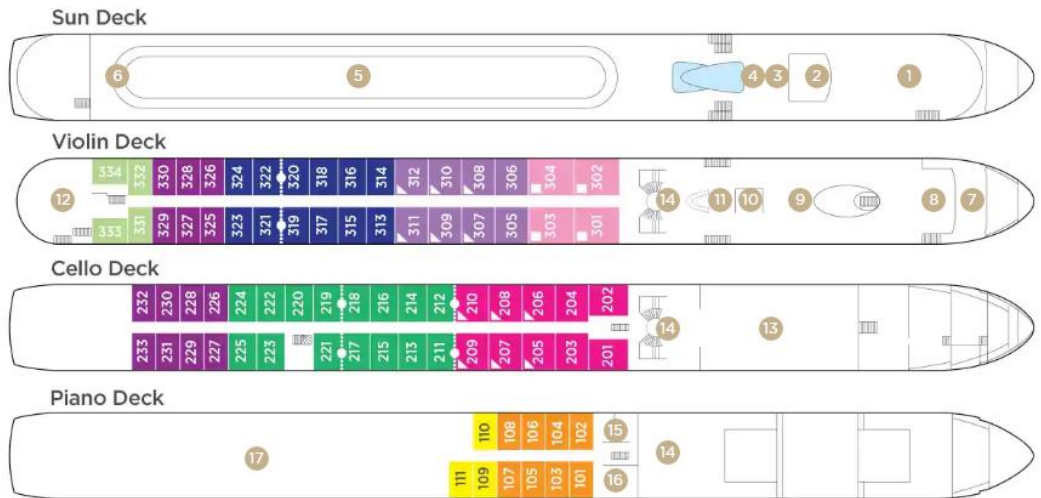 Sun Deck
6 5 4 3 2 1
Violin Deck
334 332 330 328 326 324 322 320 318 316 314 312 310 308 306 304 302
12 14 11 10 9 8 7
333 331 329 327 325 323 321 319 317 315 313 311 309 307 305 303 301
Cello Deck
232 230 228 226 224 222 220 219 218 216 214 212 210 208 206 204 202
14 13
233 231 229 227 225 223 221 217 215 213 211 209 207 205 203 201
Piano Deck
110 108 106 104 102 15
17 14
111 109 107 105 103 101 16